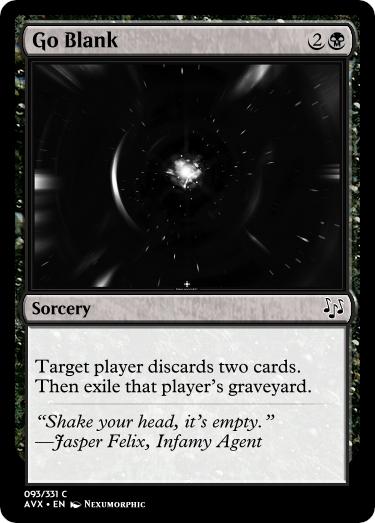 Go Blank
2
Sorcery
Target player discards two cards.
Then exile that player's graveyard.
“Shake your head, it's empty.”
—Jasper Felix, Infamy Agent
093/331 C
AVX • EN Nexumorphic